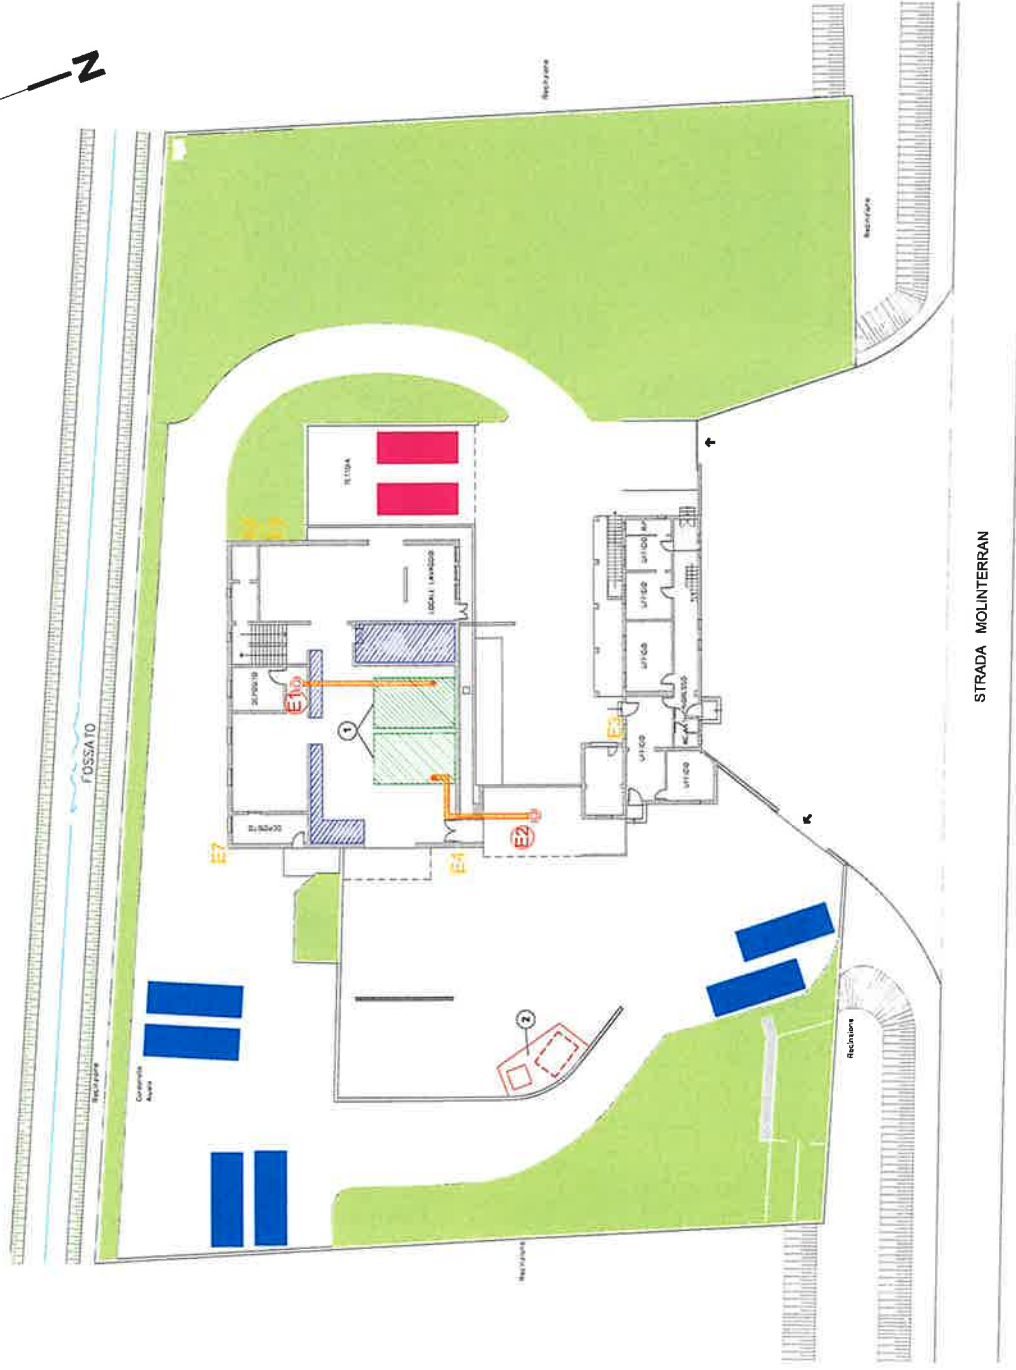 N
Recinzione
FOSSATO
Recinzione
TETTOIA
LOCALE LAVAGGIO
DEPOSITO
E1
1
DEPOSITO
E7
E4
E2
E3
UFFICIO
UFFICIO
UFFICIO
UFFICIO
UFFICIO
INGRESSO
2
Recinzione
Recinzione
Recinzione
STRADA MOLINTERRAN